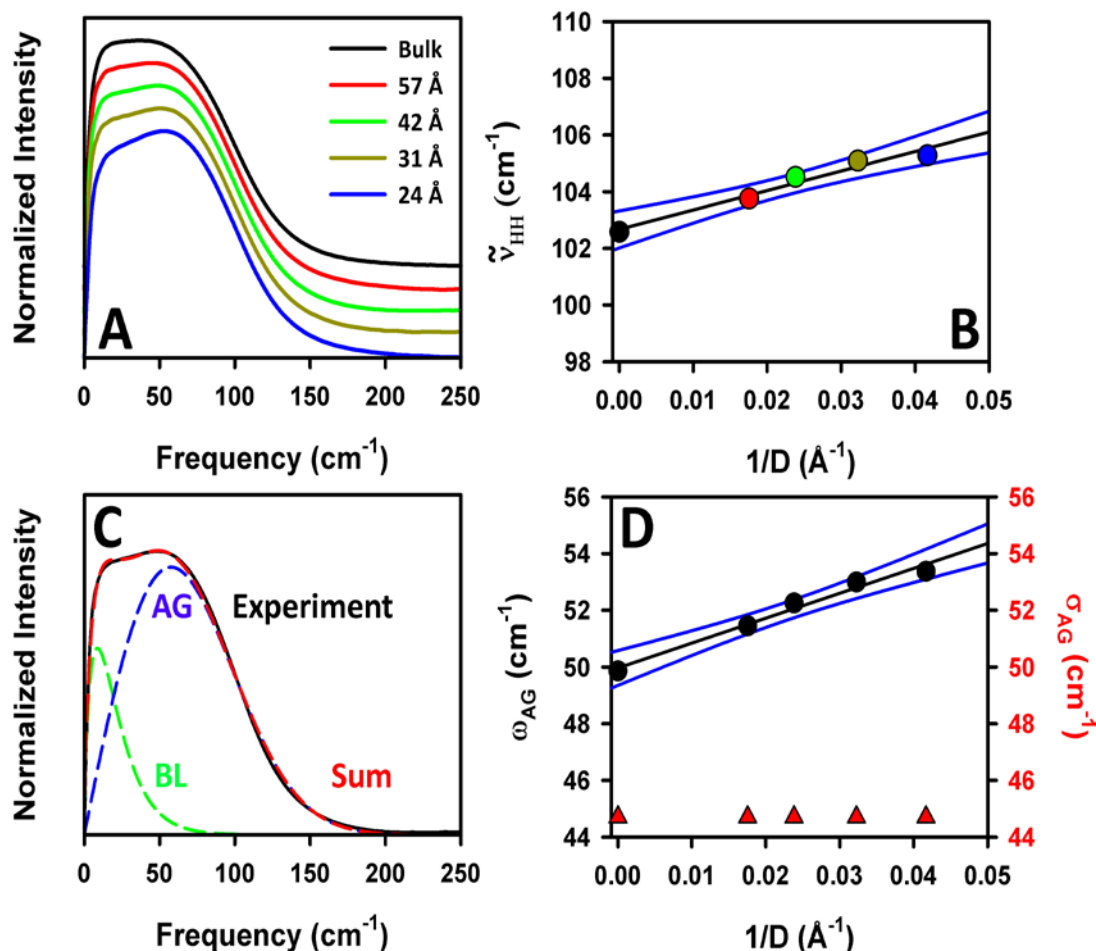 Normalized Intensity
Bulk
57 Å
42 Å
31 Å
24 Å
A
0 50 100 150 200 250
Frequency (cm⁻¹)
ṽHH (cm⁻¹)
110
108
106
104
102
100
98
B
0.00 0.01 0.02 0.03 0.04 0.05
1/D (Å⁻¹)
Normalized Intensity
C
AG
Experiment
BL
Sum
0 50 100 150 200 250
Frequency (cm⁻¹)
ωAG (cm⁻¹)
56
54
52
50
48
46
44
D
56
54
52
50
48
46
44
σAG
(cm⁻¹)
0.00 0.01 0.02 0.03 0.04 0.05
1/D (Å⁻¹)